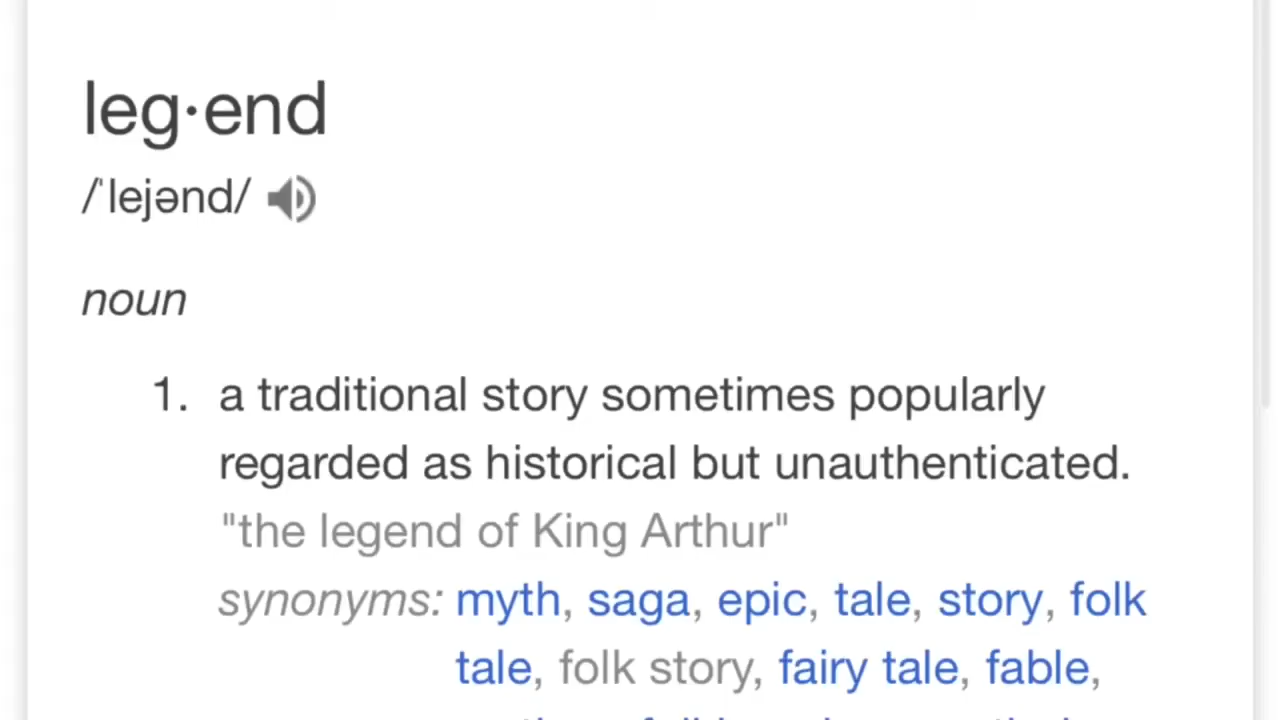 leg·end
/ˈlejənd/
noun
1. a traditional story sometimes popularly
regarded as historical but unauthenticated.
"the legend of King Arthur"
synonyms: myth, saga, epic, tale, story, folk
tale, folk story, fairy tale, fable,